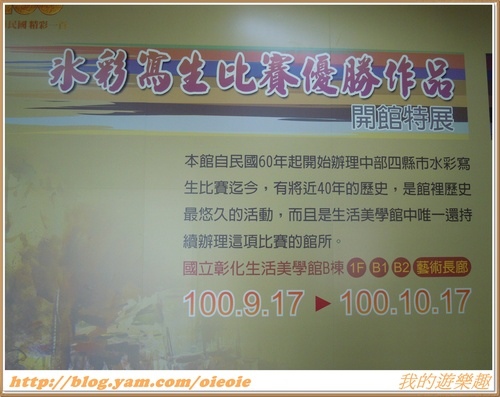 民國 精彩一百
水彩寫生比賽優勝作品
開館特展
本館自民國60年起開始辦理中部四縣市水彩寫
生比賽迄今，有將近40年的歷史，是館裡歷史
最悠久的活動，而且是生活美學館中唯一還持
續辦理這項比賽的館所。
國立彰化生活美學館B棟 1F B1 B2 藝術長廊
100.9.17 ▶ 100.10.17
http://blog.yam.com/oieoie
我的遊樂趣